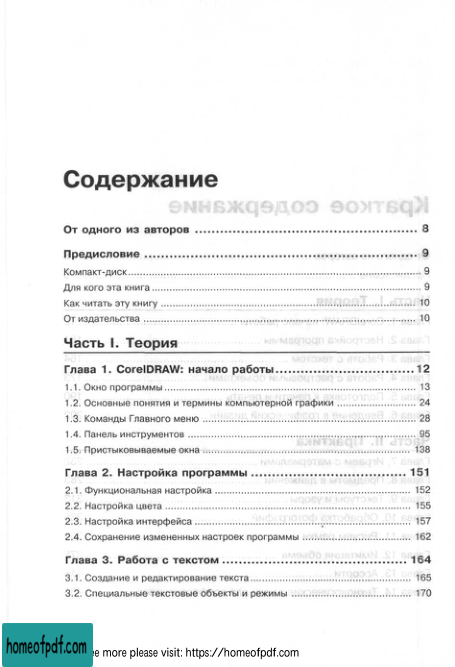 Содержание
От одного из авторов ..... 8
Предисловие ..... 9
Компакт-диск ..... 9
Для кого эта книга ..... 9
Как читать эту книгу ..... 10
От издательства ..... 10
Часть I. Теория
Глава 1. CorelDRAW: начало работы ..... 12
1.1. Окно программы ..... 13
1.2. Основные понятия и термины компьютерной графики ..... 24
1.3. Команды Главного меню ..... 28
1.4. Панель инструментов ..... 95
1.5. Пристыковываемые окна ..... 138
Глава 2. Настройка программы ..... 151
2.1. Функциональная настройка ..... 152
2.2. Настройка цвета ..... 155
2.3. Настройка интерфейса ..... 157
2.4. Сохранение измененных настроек программы ..... 162
Глава 3. Работа с текстом ..... 164
3.1. Создание и редактирование текста ..... 165
3.2. Специальные текстовые объекты и режимы ..... 170
homeofpdf.com
ee more please visit: https://homeofpdf.com